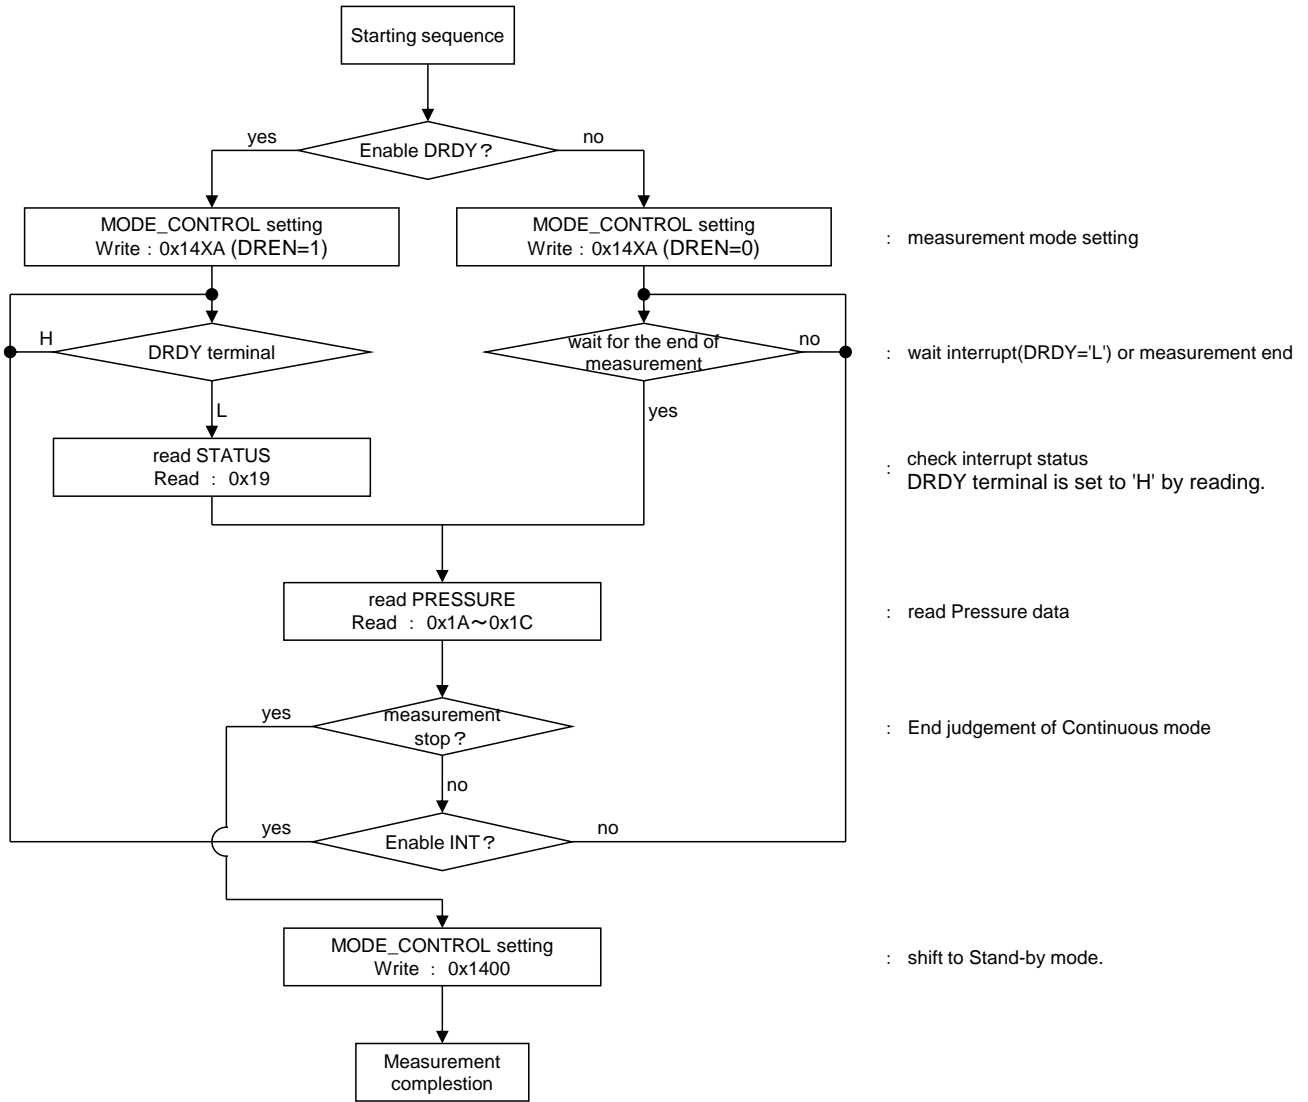 Starting sequence
yes
no
Enable DRDY？
MODE_CONTROL setting
Write : 0x14XA (DREN=1)
MODE_CONTROL setting
Write : 0x14XA (DREN=0)
: measurement mode setting
H
DRDY terminal
wait for the end of
measurement
no
: wait interrupt(DRDY='L') or measurement end
L
yes
read STATUS
Read : 0x19
: check interrupt status
DRDY terminal is set to 'H' by reading.
read PRESSURE
Read : 0x1A～0x1C
: read Pressure data
yes
measurement
stop？
: End judgement of Continuous mode
no
yes
Enable INT？
no
MODE_CONTROL setting
Write : 0x1400
: shift to Stand-by mode.
Measurement
complestion